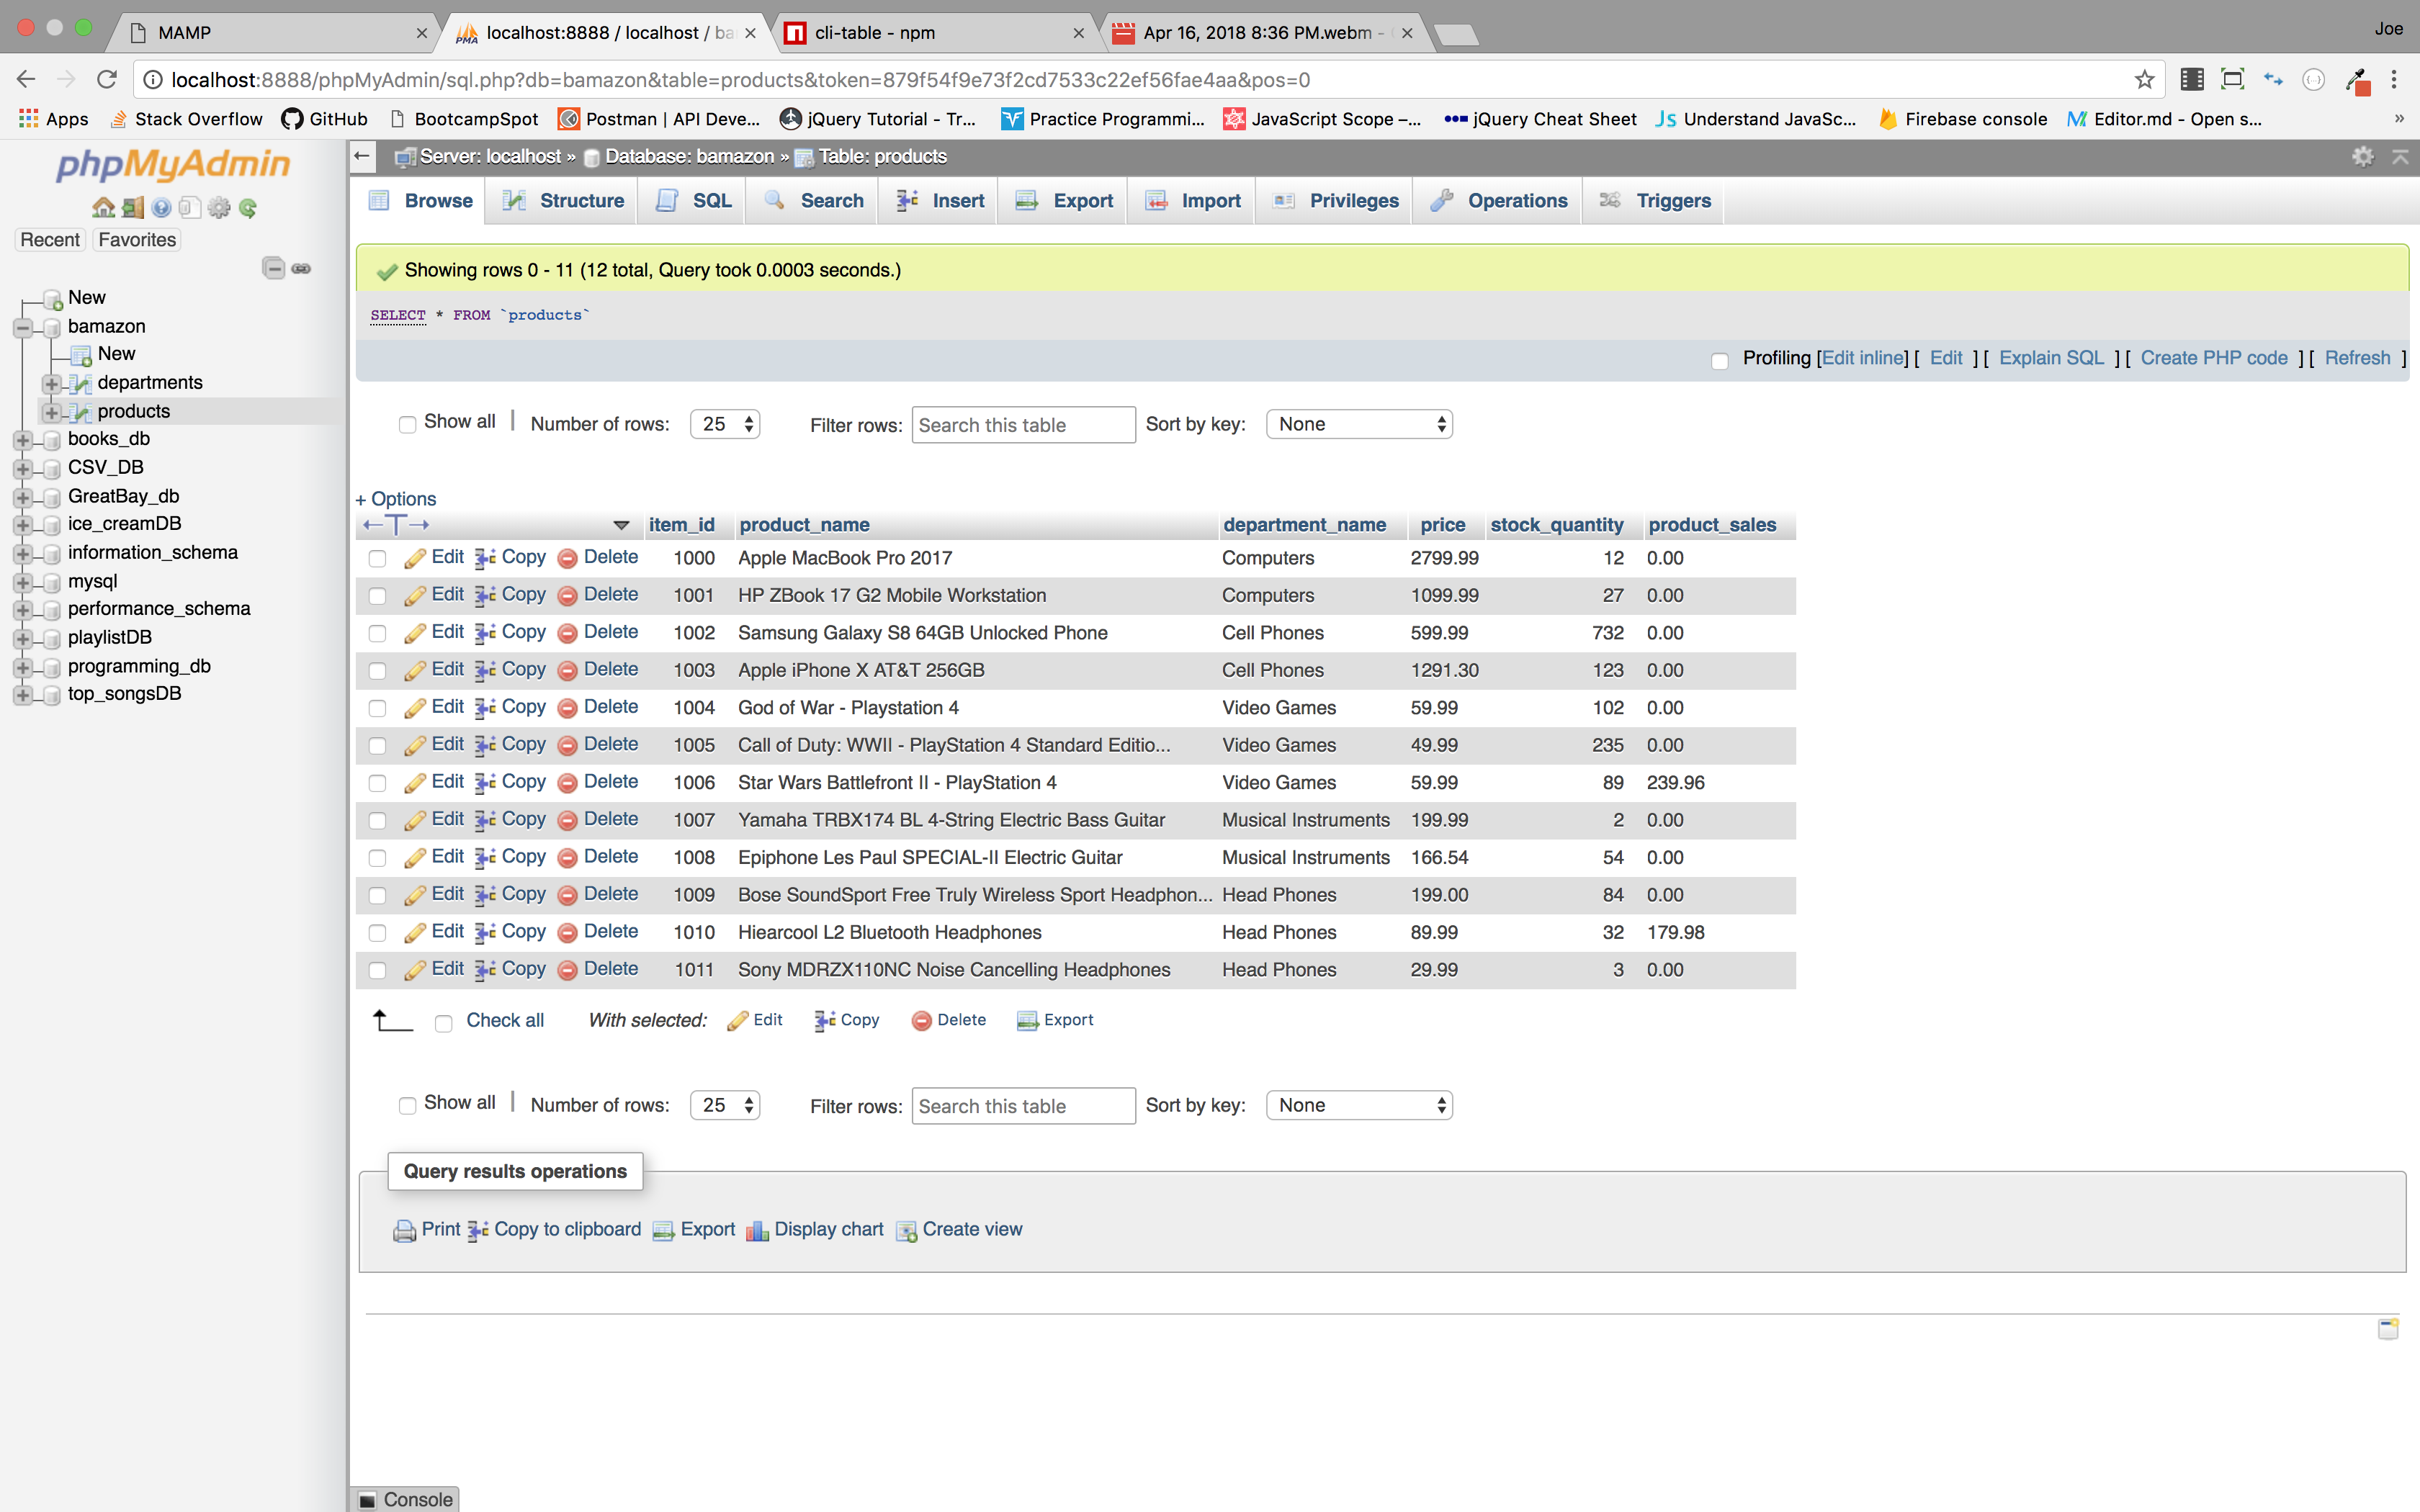 MAMP
localhost:8888 / localhost / ba
cli-table - npm
Apr 16, 2018 8:36 PM.webm -
Joe
localhost:8888/phpMyAdmin/sql.php?db=bamazon&table=products&token=879f54f9e73f2cd7533c22ef56fae4aa&pos=0
Apps Stack Overflow GitHub BootcampSpot Postman | API Deve... jQuery Tutorial - Tr... Practice Programmi... JavaScript Scope –... jQuery Cheat Sheet Understand JavaSc... Firebase console Editor.md - Open s... »
phpMyAdmin
Recent Favorites
New
bamazon
New
departments
products
books_db
CSV_DB
GreatBay_db
ice_creamDB
information_schema
mysql
performance_schema
playlistDB
programming_db
top_songsDB
Server: localhost » Database: bamazon » Table: products
Browse Structure SQL Search Insert Export Import Privileges Operations Triggers
Showing rows 0 - 11 (12 total, Query took 0.0003 seconds.)
SELECT * FROM `products`
Profiling [Edit inline] [ Edit ] [ Explain SQL ] [ Create PHP code ] [ Refresh ]
Show all | Number of rows: 25 Filter rows: Search this table Sort by key: None
+ Options
←T→ item_id product_name department_name price stock_quantity product_sales
Edit Copy Delete 1000 Apple MacBook Pro 2017 Computers 2799.99 12 0.00
Edit Copy Delete 1001 HP ZBook 17 G2 Mobile Workstation Computers 1099.99 27 0.00
Edit Copy Delete 1002 Samsung Galaxy S8 64GB Unlocked Phone Cell Phones 599.99 732 0.00
Edit Copy Delete 1003 Apple iPhone X AT&T 256GB Cell Phones 1291.30 123 0.00
Edit Copy Delete 1004 God of War - Playstation 4 Video Games 59.99 102 0.00
Edit Copy Delete 1005 Call of Duty: WWII - PlayStation 4 Standard Editio... Video Games 49.99 235 0.00
Edit Copy Delete 1006 Star Wars Battlefront II - PlayStation 4 Video Games 59.99 89 239.96
Edit Copy Delete 1007 Yamaha TRBX174 BL 4-String Electric Bass Guitar Musical Instruments 199.99 2 0.00
Edit Copy Delete 1008 Epiphone Les Paul SPECIAL-II Electric Guitar Musical Instruments 166.54 54 0.00
Edit Copy Delete 1009 Bose SoundSport Free Truly Wireless Sport Headphon... Head Phones 199.00 84 0.00
Edit Copy Delete 1010 Hiearcool L2 Bluetooth Headphones Head Phones 89.99 32 179.98
Edit Copy Delete 1011 Sony MDRZX110NC Noise Cancelling Headphones Head Phones 29.99 3 0.00
Check all With selected: Edit Copy Delete Export
Show all | Number of rows: 25 Filter rows: Search this table Sort by key: None
Query results operations
Print Copy to clipboard Export Display chart Create view
Console